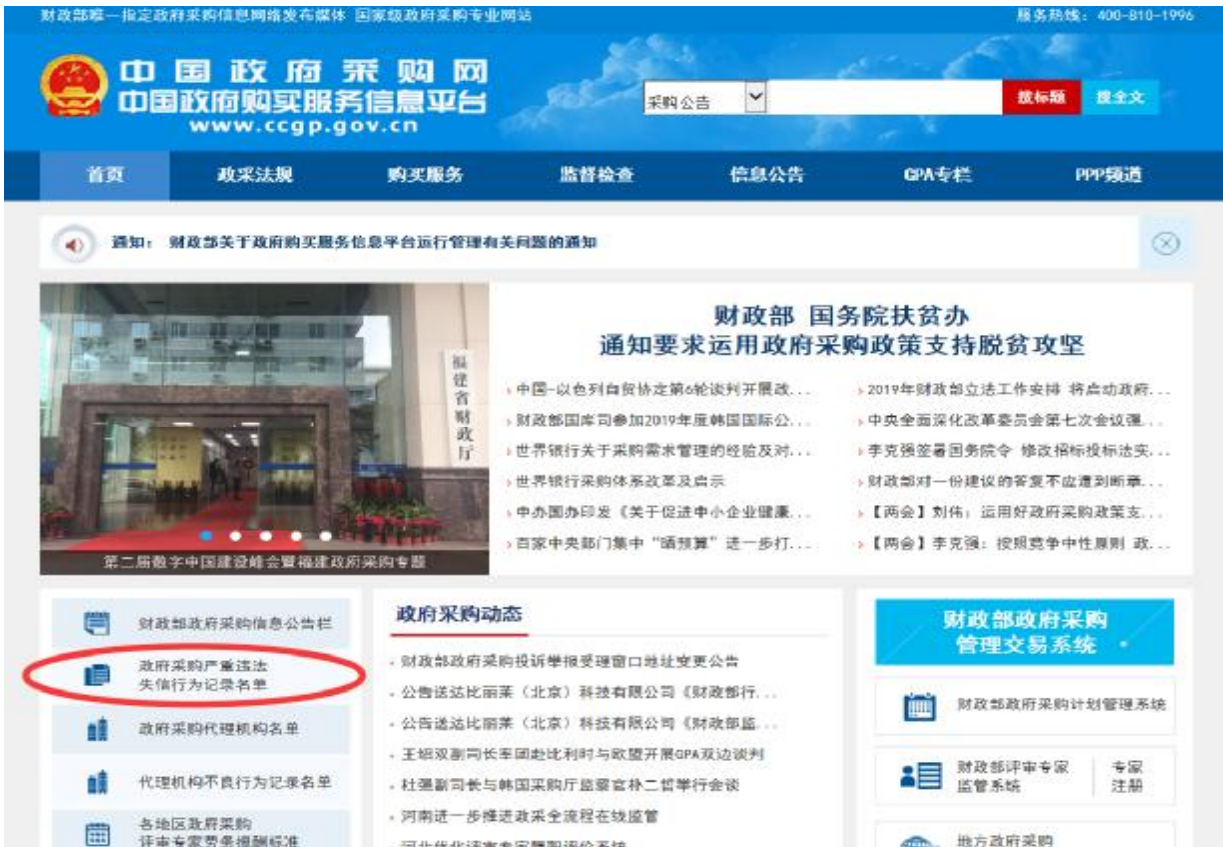 财政部唯一指定政府采购信息网络发布媒体 国家级政府采购专业网站
服务热线：400-810-1996
中国政府采购网
中国政府购买服务信息平台
www.ccgp.gov.cn
采购公告
搜标题
搜全文
首页
政采法规
购买服务
监督检查
信息公告
GPA专栏
PPP频道
通知： 财政部关于政府购买服务信息平台运行管理有关问题的通知
福建省财政厅
第二届数字中国建设峰会暨福建政府采购专题
财政部 国务院扶贫办
通知要求运用政府采购政策支持脱贫攻坚
中国-以色列自贸协定第6轮谈判开展政...
财政部国库司参加2019年度韩国国际公...
世界银行关于采购需求管理的经验及对...
世界银行采购体系改革及启示
中办国办印发《关于促进中小企业健康...
百家中央部门集中“晒预算”进一步打...
2019年财政部立法工作安排 将启动政府...
中央全面深化改革委员会第七次会议强...
李克强签署国务院令 修改招标投标法实...
财政部对一份建议的答复不应遭到断章...
【两会】刘伟：运用好政府采购政策支...
【两会】李克强：按照竞争中性原则 政...
财政部政府采购信息公告栏
政府采购严重违法
失信行为记录名单
政府采购代理机构名单
代理机构不良行为记录名单
各地区政府采购
评审专家劳务报酬标准
政府采购动态
财政部政府采购投诉举报受理窗口地址变更公告
公告送达比丽莱（北京）科技有限公司《财政部行...
公告送达比丽莱（北京）科技有限公司《财政部监...
王绍双副司长率团赴比利时与欧盟开展GPA双边谈判
杜强副司长与韩国采购厅监察官朴二哲举行会谈
河南进一步推进政采全流程在线监管
财政部政府采购
管理交易系统
财政部政府采购计划管理系统
财政部评审专家
监管系统
专家
注册
地方政府采购